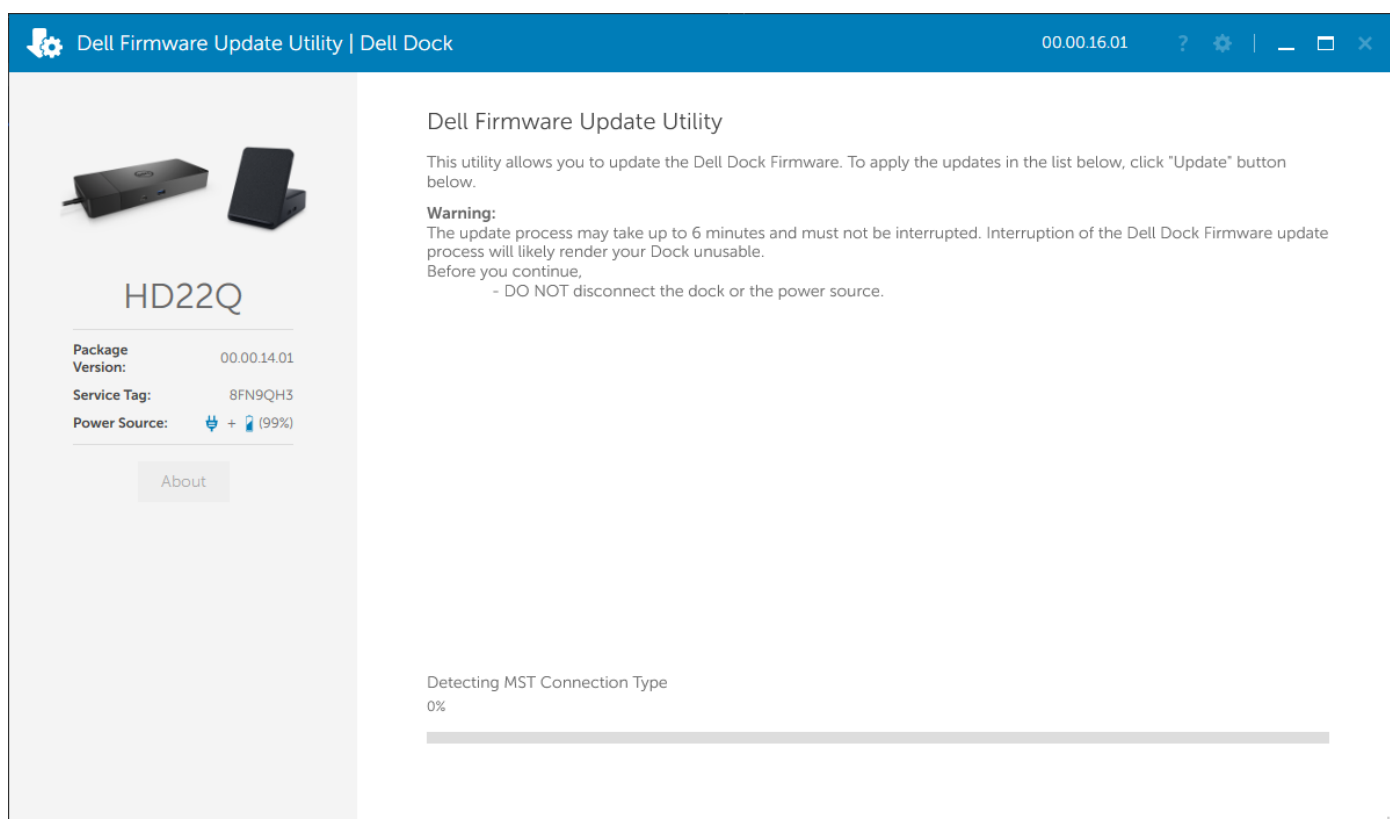 Dell Firmware Update Utility | Dell Dock
00.00.16.01
?
HD22Q
Package
Version:
00.00.14.01
Service Tag: 8FN9QH3
Power Source: + (99%)
About
Dell Firmware Update Utility
This utility allows you to update the Dell Dock Firmware. To apply the updates in the list below, click "Update" button
below.
Warning:
The update process may take up to 6 minutes and must not be interrupted. Interruption of the Dell Dock Firmware update
process will likely render your Dock unusable.
Before you continue,
- DO NOT disconnect the dock or the power source.
Detecting MST Connection Type
0%